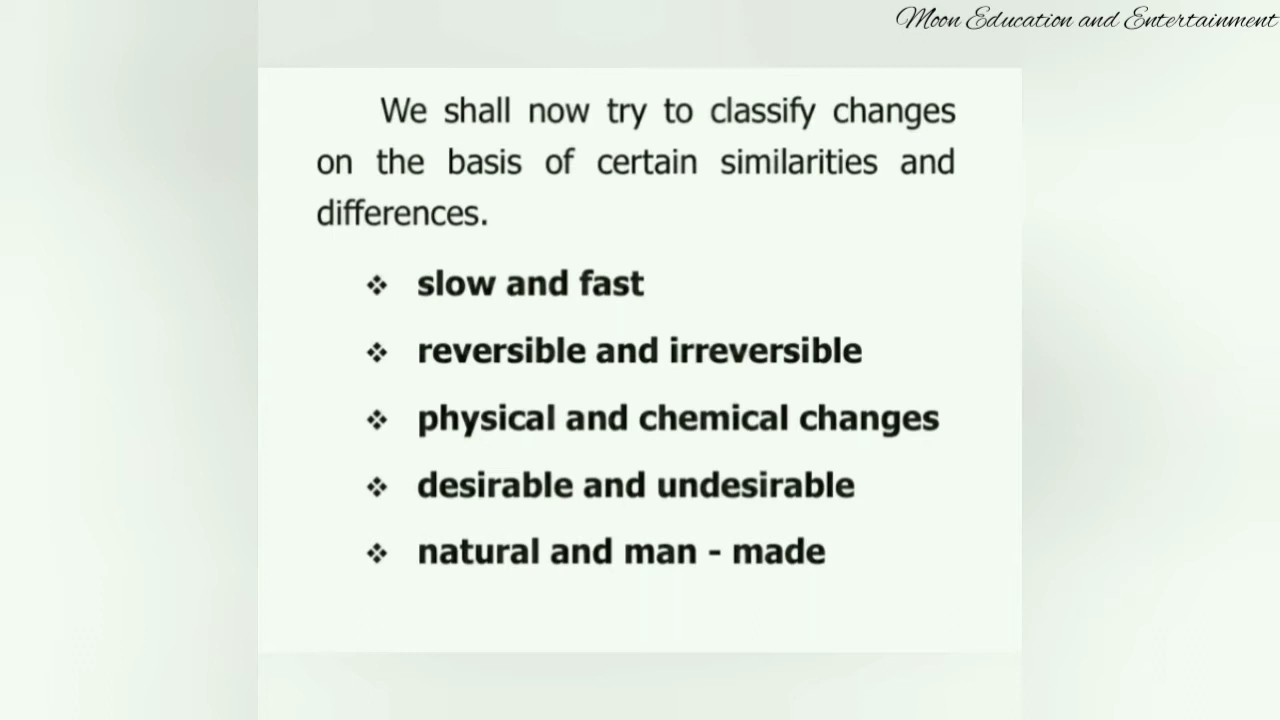 Moon Education and Entertainment
We shall now try to classify changes
on the basis of certain similarities and
differences.
❖ slow and fast
❖ reversible and irreversible
❖ physical and chemical changes
❖ desirable and undesirable
❖ natural and man - made